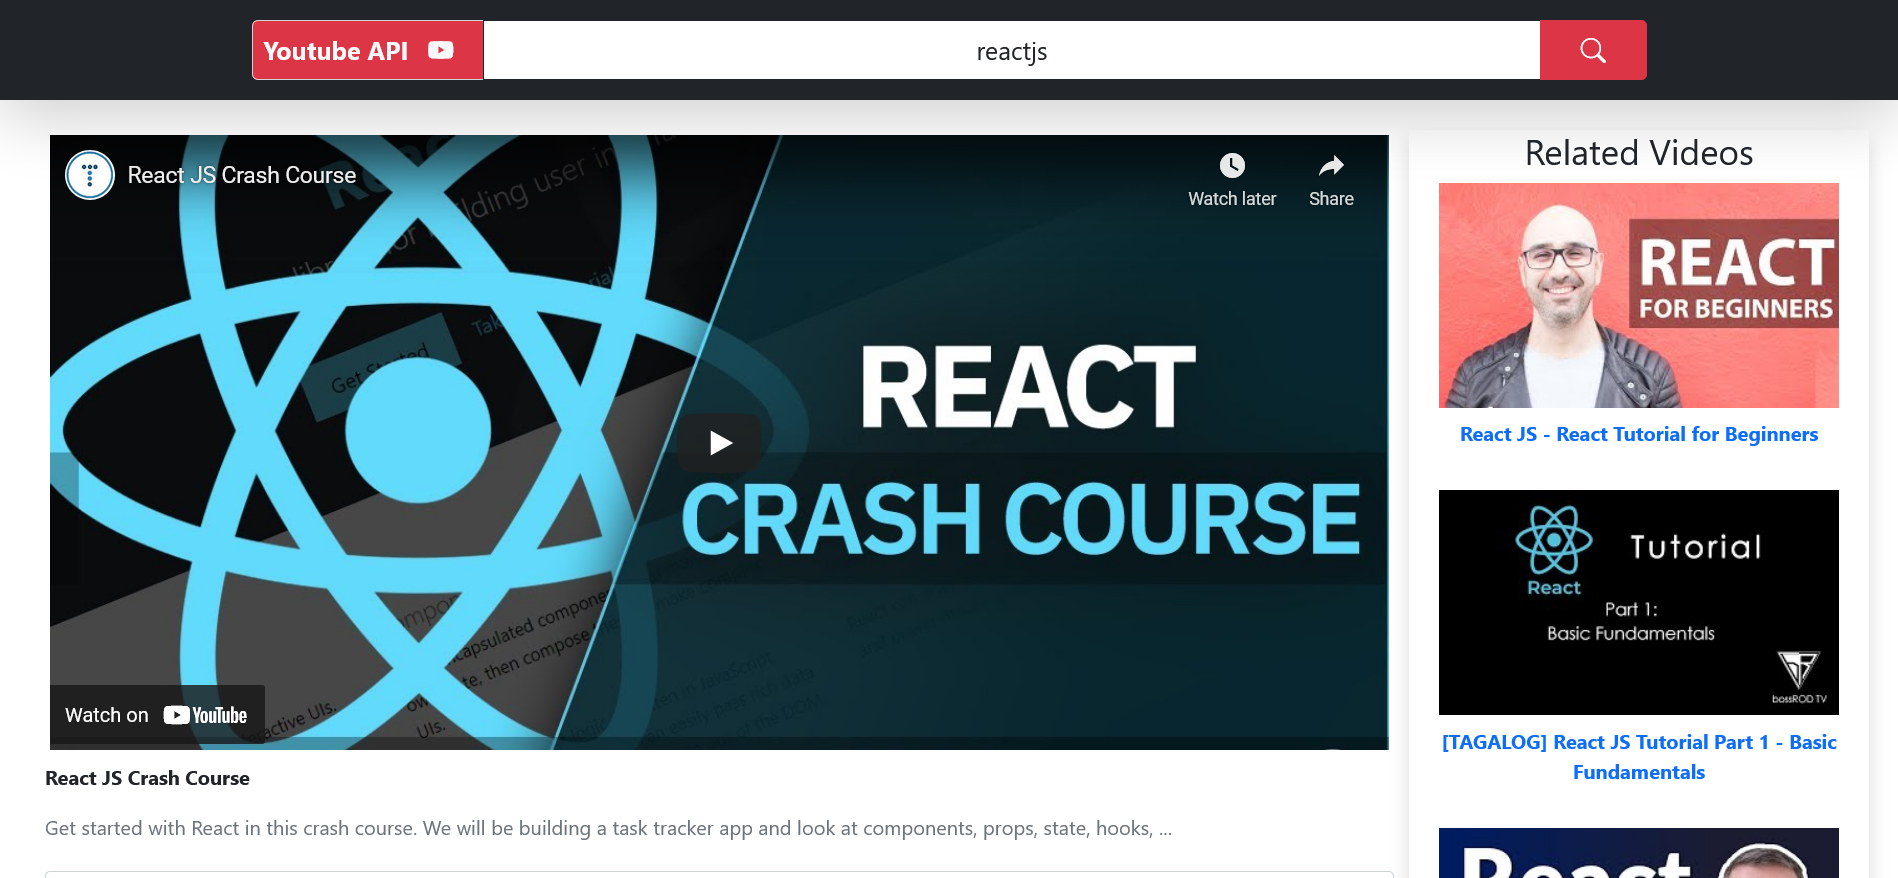 Youtube API
reactjs
React JS Crash Course
Watch later
Share
Get Started
REACT
CRASH COURSE
Watch on YouTube
React JS Crash Course
Get started with React in this crash course. We will be building a task tracker app and look at components, props, state, hooks, ...
Related Videos
REACT
FOR BEGINNERS
React JS - React Tutorial for Beginners
React
Tutorial
Part 1:
Basic Fundamentals
bossROD TV
[TAGALOG] React JS Tutorial Part 1 - Basic
Fundamentals
React